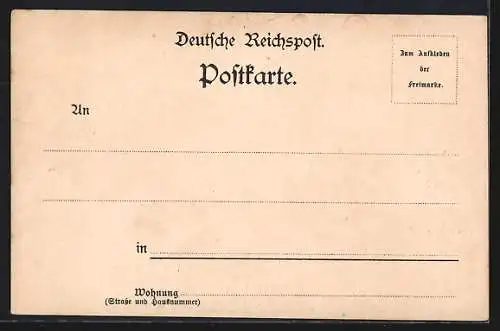 Deutsche Reichspost.
Postkarte.
Zum Aufkleben
der
Freimarke.
An
in
Wohnung
(Straße und Hausnummer)